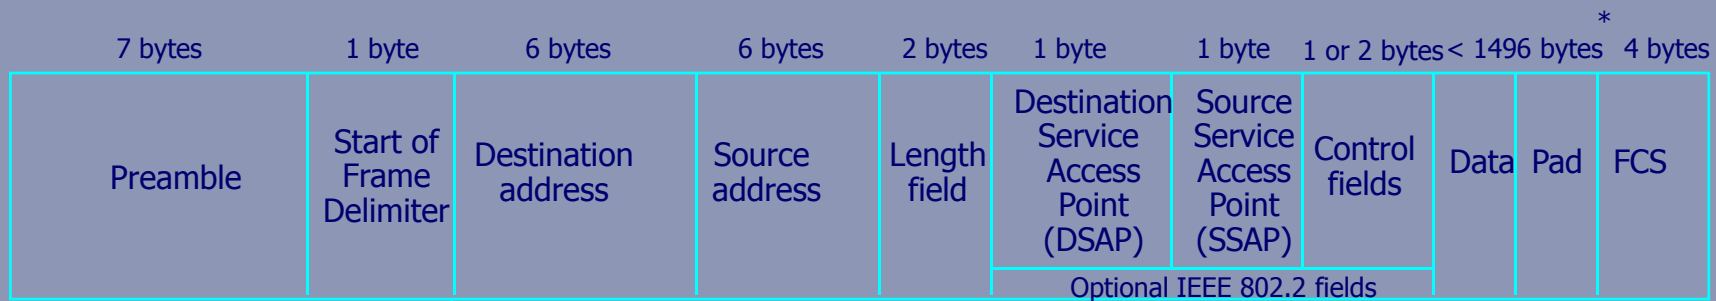 *
7 bytes 1 byte 6 bytes 6 bytes 2 bytes 1 byte 1 byte 1 or 2 bytes < 1496 bytes 4 bytes
Preamble
Start of
Frame
Delimiter
Destination
address
Source
address
Length
field
Destination
Service
Access
Point
(DSAP)
Source
Service
Access
Point
(SSAP)
Control
fields
Data
Pad
FCS
Optional IEEE 802.2 fields